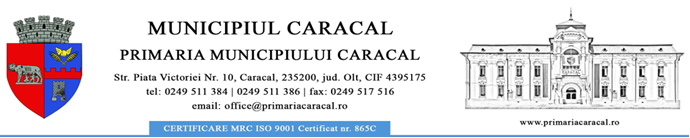 MUNICIPIUL CARACAL
PRIMARIA MUNICIPIULUI CARACAL
Str. Piata Victoriei Nr. 10, Caracal, 235200, jud. Olt, CIF 4395175
tel: 0249 511 384 | 0249 511 386 | fax: 0249 517 516
email: office@primariacaracal.ro
www.primariacaracal.ro
CERTIFICARE MRC ISO 9001 Certificat nr. 865C